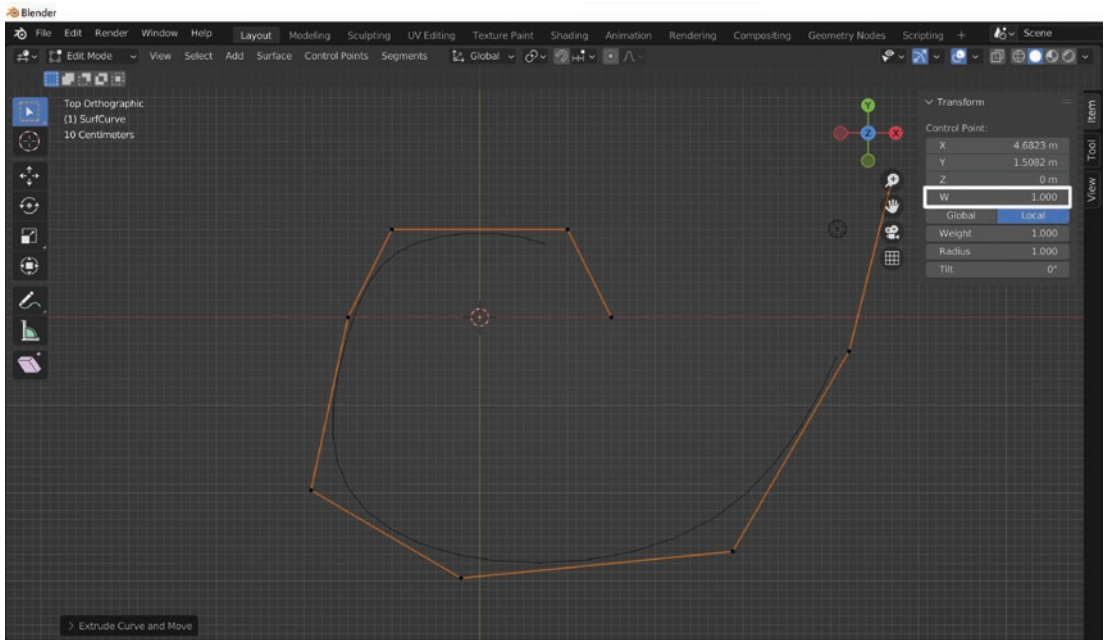 Blender
File Edit Render Window Help Layout Modeling Sculpting UV Editing Texture Paint Shading Animation Rendering Compositing Geometry Nodes Scripting + Scene
Edit Mode View Select Add Surface Control Points Segments Global
Top Orthographic
(1) SurfCurve
10 Centimeters
Y
Z
X
Transform
Control Point:
X 4.6823 m
Y 1.5082 m
Z 0 m
W 1.000
Global Local
Weight 1.000
Radius 1.000
Tilt 0°
Item
Tool
View
> Extrude Curve and Move